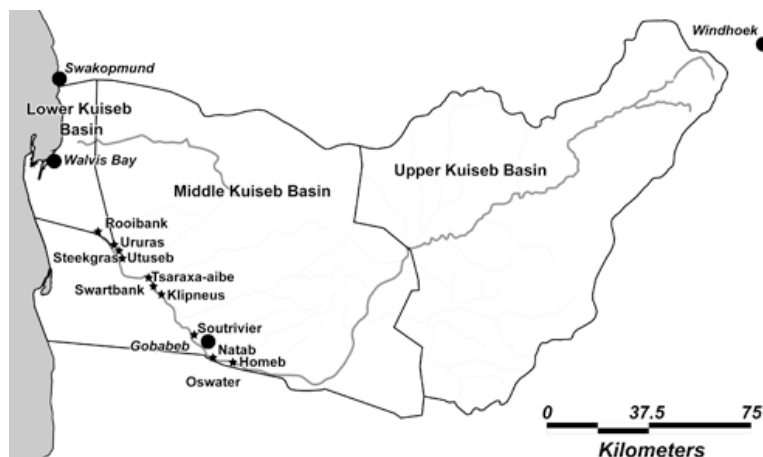 Windhoek
Swakopmund
Lower Kuiseb
Basin
Walvis Bay
Middle Kuiseb Basin
Upper Kuiseb Basin
Rooibank
Ururas
Steekgras
Utuseb
Tsaraxa-aibe
Swartbank
Klipneus
Soutrivier
Gobabeb
Natab
Homeb
Oswater
0 37.5 75
Kilometers